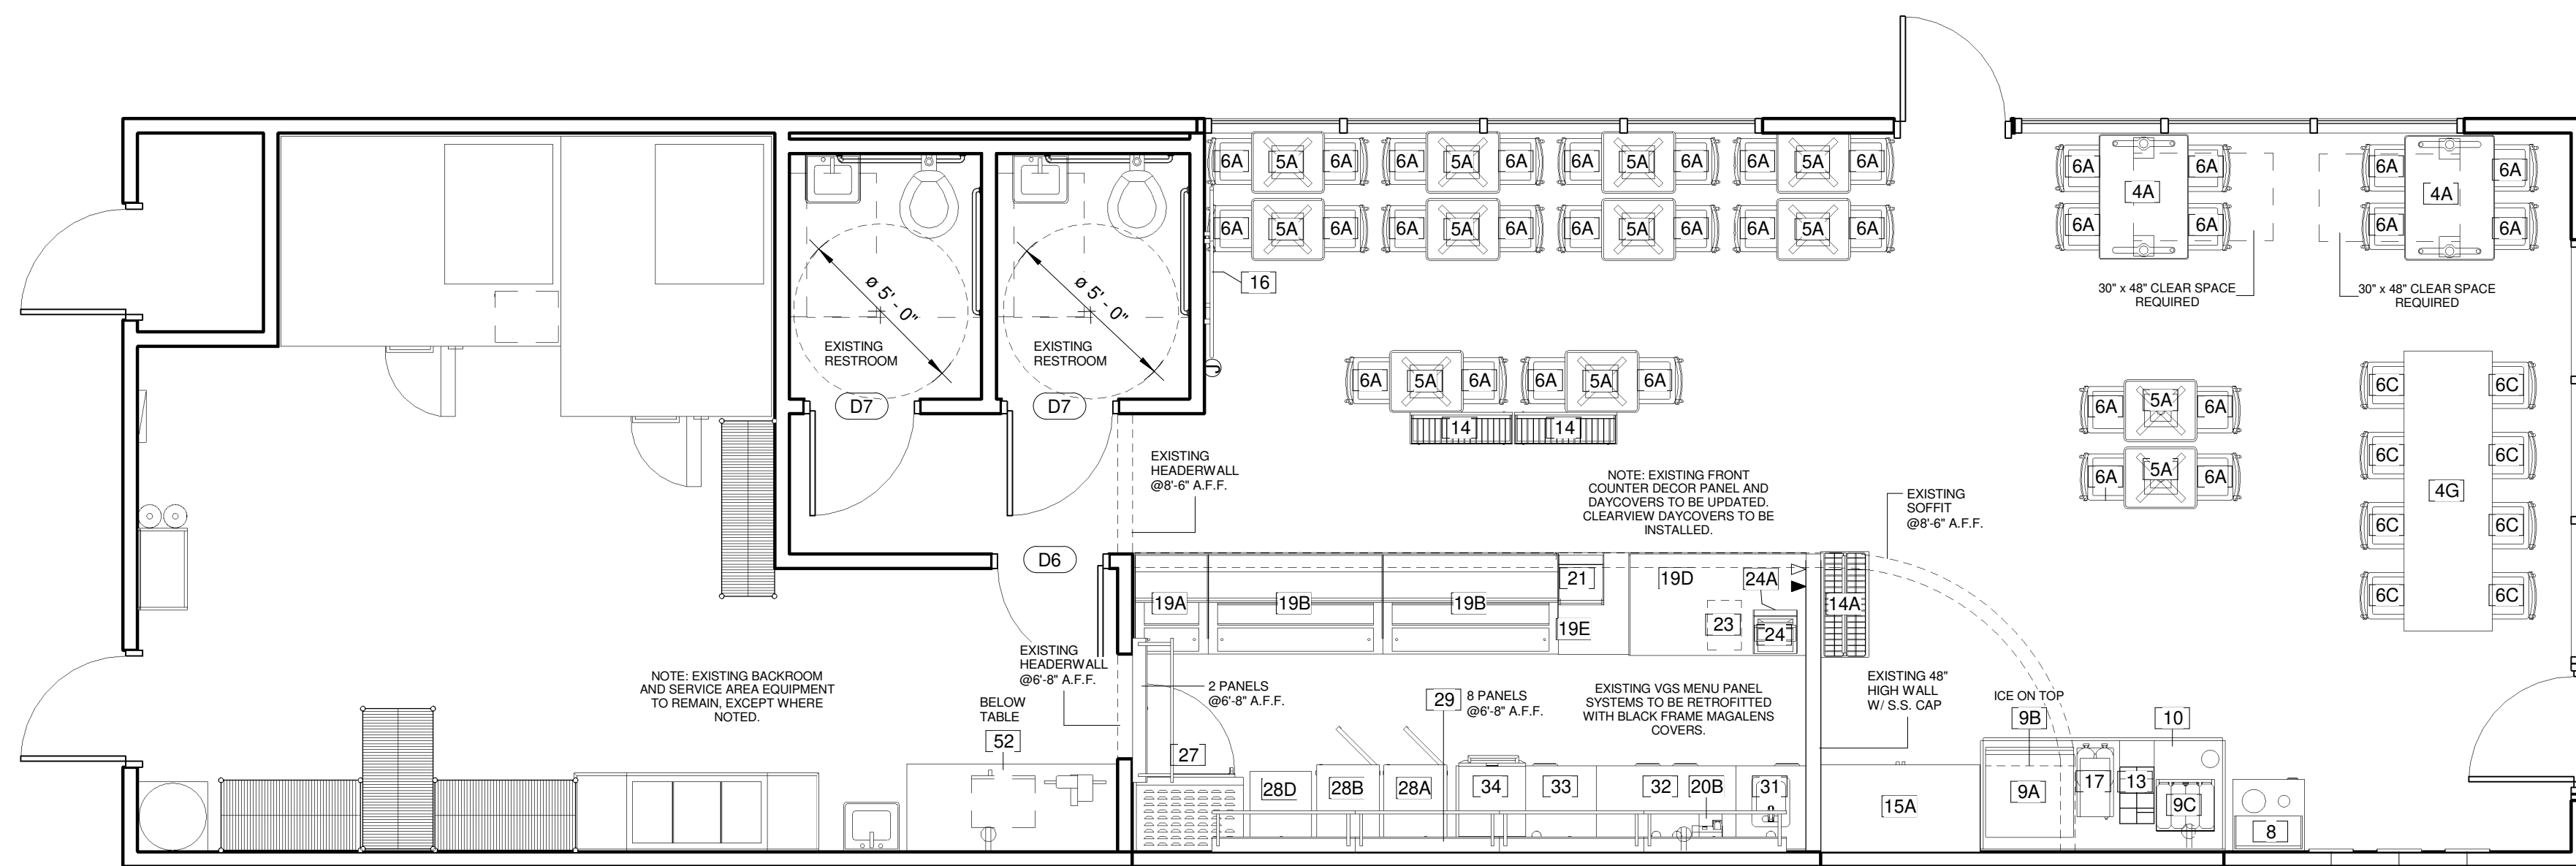 6A 5A 6A 6A 5A 6A 6A 5A 6A 6A 5A 6A
6A 4A 6A
6A 4A 6A
6A 5A 6A 6A 5A 6A 6A 5A 6A 6A 5A 6A
6A 6A
6A 6A
16
30" x 48" CLEAR SPACE
REQUIRED
30" x 48" CLEAR SPACE
REQUIRED
ø 5' - 0"
ø 5' - 0"
EXISTING
RESTROOM
EXISTING
RESTROOM
D7
D7
6A 5A 6A 6A 5A 6A
14 14
6A 5A 6A
6A 5A 6A
6C 6C
6C 6C
4G
6C 6C
6C 6C
EXISTING
HEADERWALL
@8'-6" A.F.F.
NOTE: EXISTING FRONT
COUNTER DECOR PANEL AND
DAYCOVERS TO BE UPDATED.
CLEARVIEW DAYCOVERS TO BE
INSTALLED.
EXISTING
SOFFIT
@8'-6" A.F.F.
D6
19A 19B 19B 21 19D 24A
19E 23 24 14A
EXISTING
HEADERWALL
@6'-8" A.F.F.
NOTE: EXISTING BACKROOM
AND SERVICE AREA EQUIPMENT
TO REMAIN, EXCEPT WHERE
NOTED.
BELOW
TABLE
52
2 PANELS
@6'-8" A.F.F.
29
8 PANELS
@6'-8" A.F.F.
EXISTING VGS MENU PANEL
SYSTEMS TO BE RETROFITTED
WITH BLACK FRAME MAGALENS
COVERS.
EXISTING 48"
HIGH WALL
W/ S.S. CAP
ICE ON TOP
9B
10
27
28D 28B 28A 34 33 32 20B 31
15A 9A 17 13 9C 8